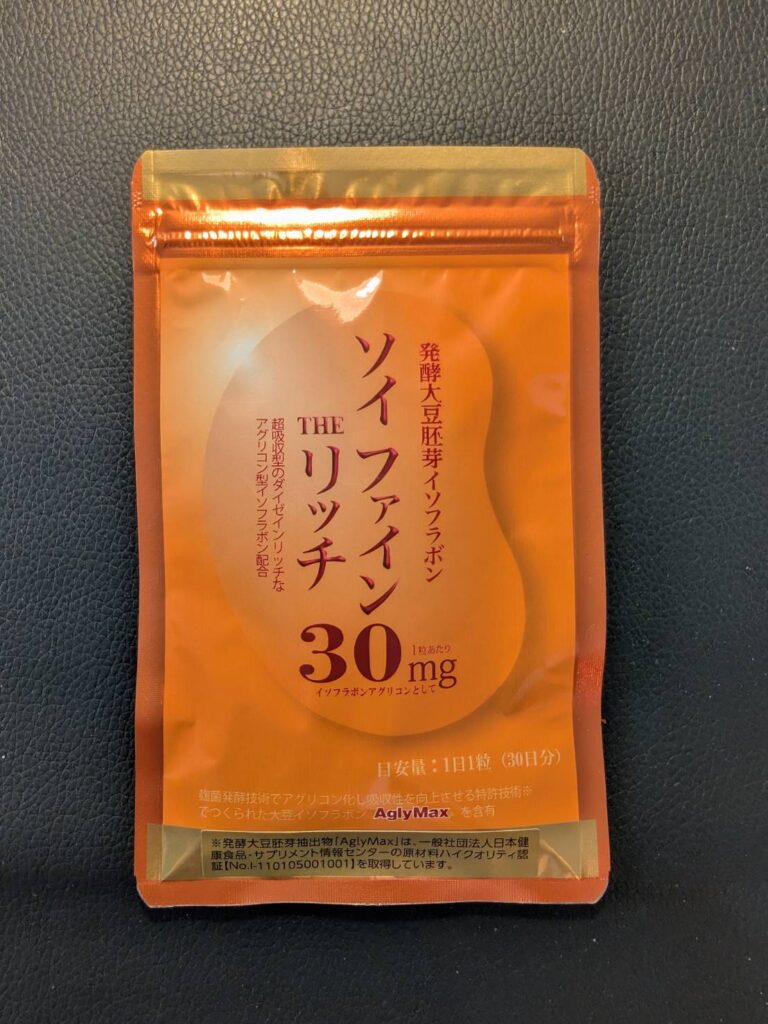 発酵大豆胚芽イソフラボン
ソイ ファイン
THE
リッチ
超吸収型のダイゼインリッチな
アグリコン型イソフラボン配合
1粒あたり
30mg
イソフラボンアグリコンとして
目安量：1日1粒（30日分）
麹菌発酵技術でアグリコン化し吸収性を向上させる特許技術※
でつくられた大豆イソフラボン AglyMax を含有
※発酵大豆胚芽抽出物「AglyMax」は、一般社団法人日本健
康食品・サプリメント情報センターの原材料ハイクオリティ認
証【No.I-110105001001】を取得しています。